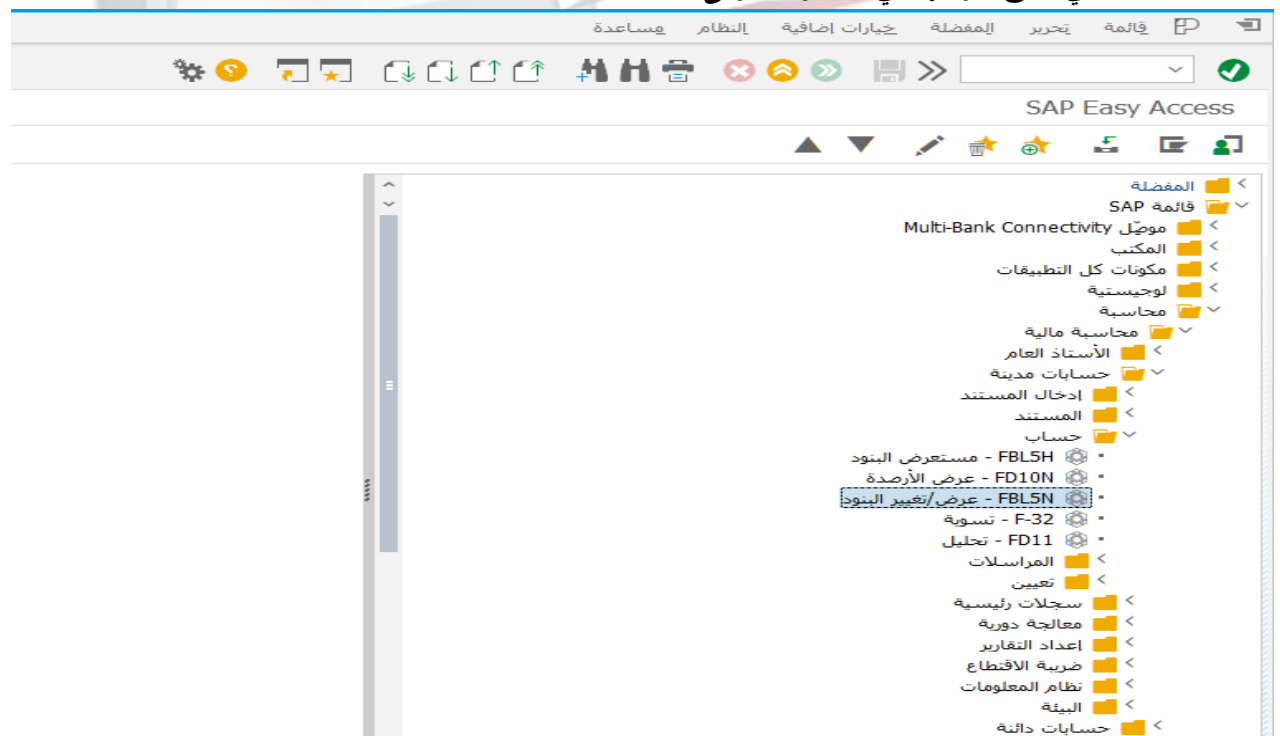 قائمة تحرير المفضلة خيارات إضافية النظام مساعدة
SAP Easy Access
المفضلة
قائمة SAP
موصّل Multi-Bank Connectivity
المكتب
مكونات كل التطبيقات
لوجيستية
محاسبة
محاسبة مالية
الأستاذ العام
حسابات مدينة
إدخال المستند
المستند
حساب
FBL5H - مستعرض البنود
FD10N - عرض الأرصدة
FBL5N - عرض/تغيير البنود
F-32 - تسوية
FD11 - تحليل
المراسلات
تعيين
سجلات رئيسية
معالجة دورية
إعداد التقارير
ضريبة الاقتطاع
نظام المعلومات
البيئة
حسابات دائنة